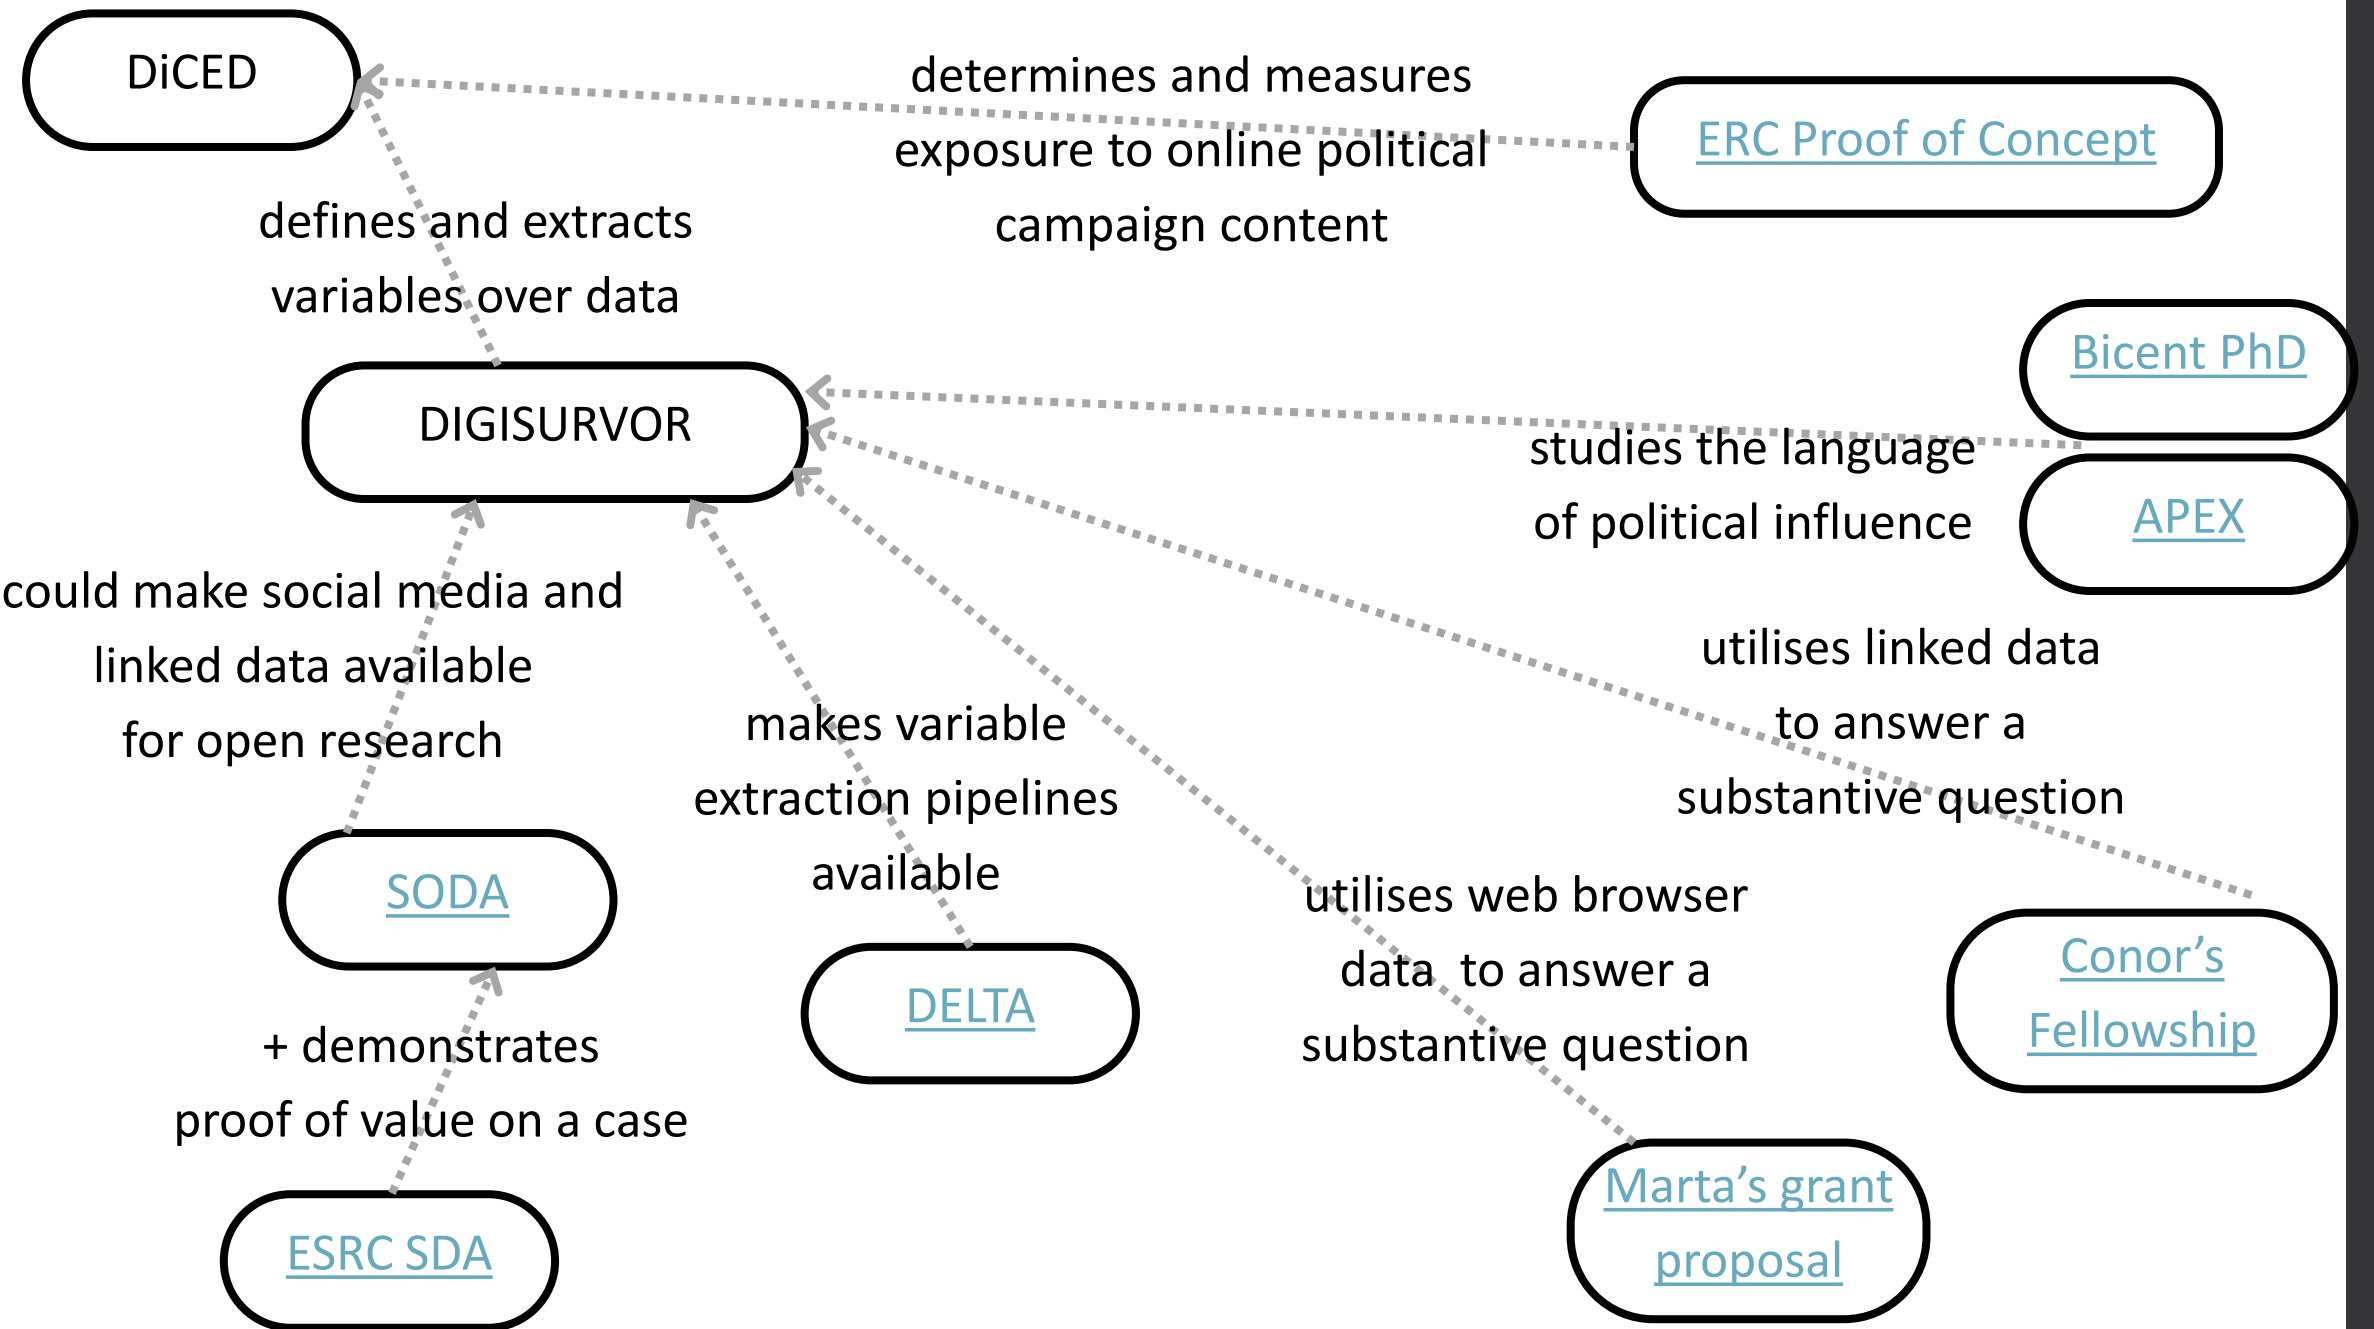 DiCED
determines and measures
exposure to online political
campaign content
ERC Proof of Concept
defines and extracts
variables over data
Bicent PhD
DIGISURVOR
studies the language
of political influence
APEX
could make social media and
linked data available
for open research
utilises linked data
to answer a
substantive question
makes variable
extraction pipelines
available
SODA
utilises web browser
data  to answer a
substantive question
Conor’s
Fellowship
DELTA
+ demonstrates
proof of value on a case
Marta’s grant
proposal
ESRC SDA